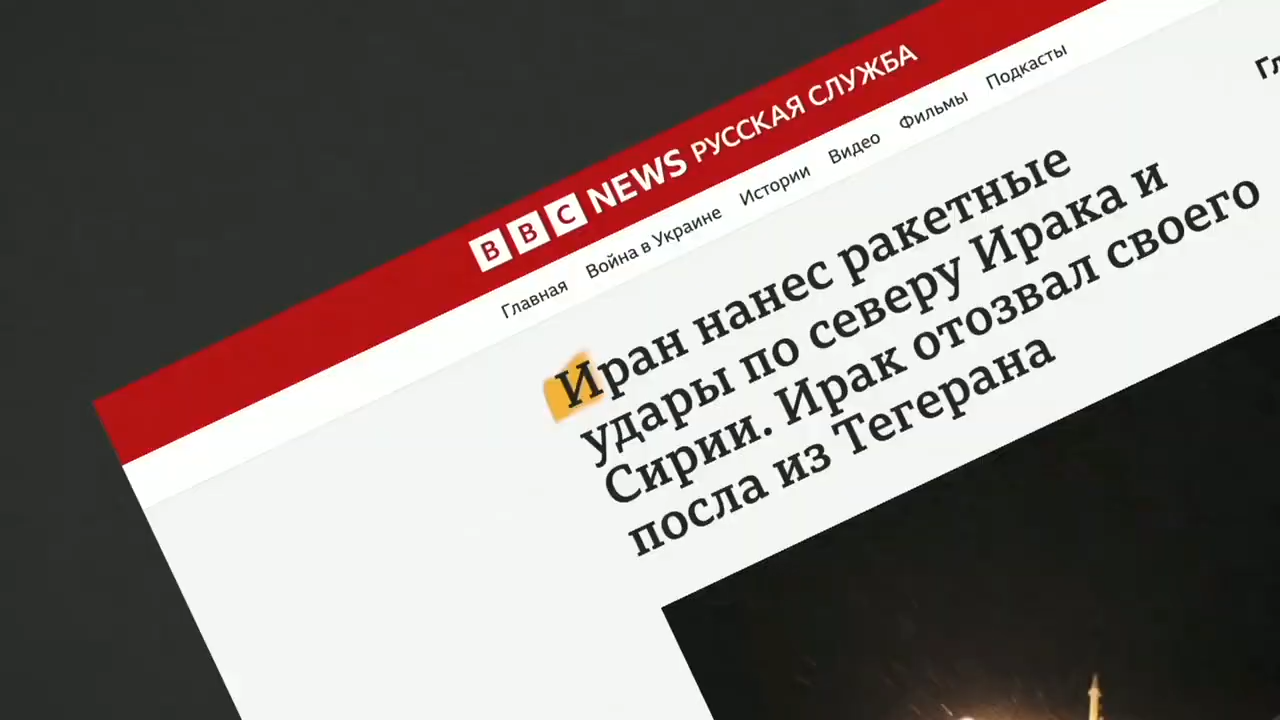 BBC NEWS РУССКАЯ СЛУЖБА
Главная Война в Украине Истории Видео Фильмы Подкасты
Иран нанес ракетные
удары по северу Ирака и
Сирии. Ирак отозвал своего
посла из Тегерана